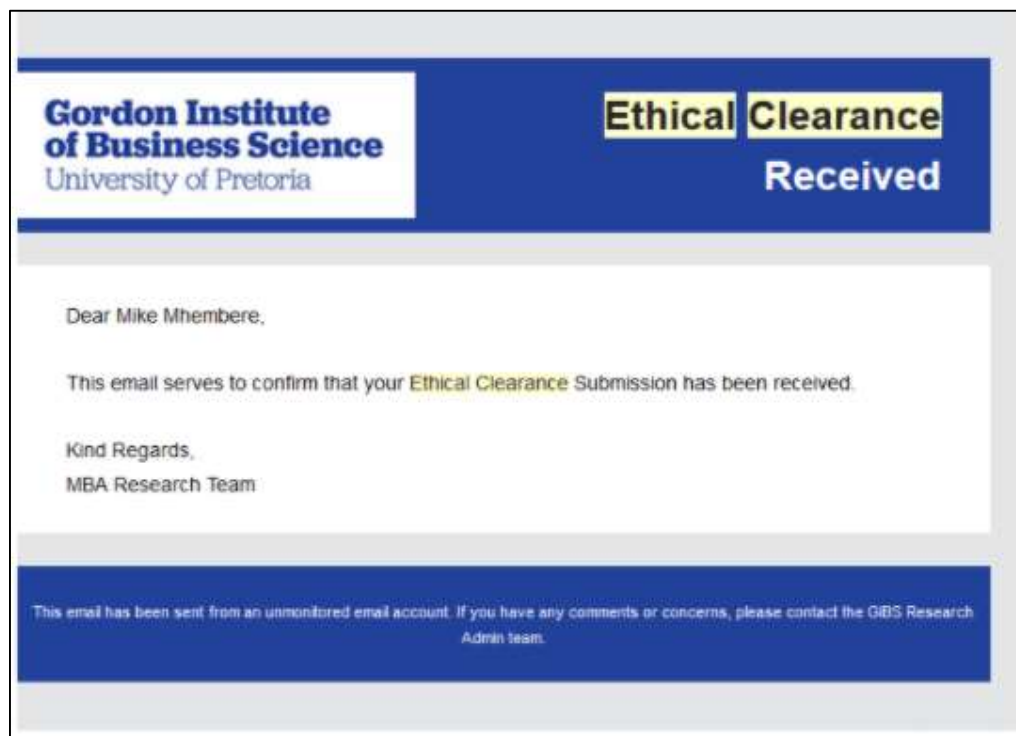 Gordon Institute
of Business Science
University of Pretoria
Ethical Clearance
Received
Dear Mike Mhembere,
This email serves to confirm that your Ethical Clearance Submission has been received.
Kind Regards,
MBA Research Team
This email has been sent from an unmonitored email account. If you have any comments or concerns, please contact the GIBS Research
Admin team.